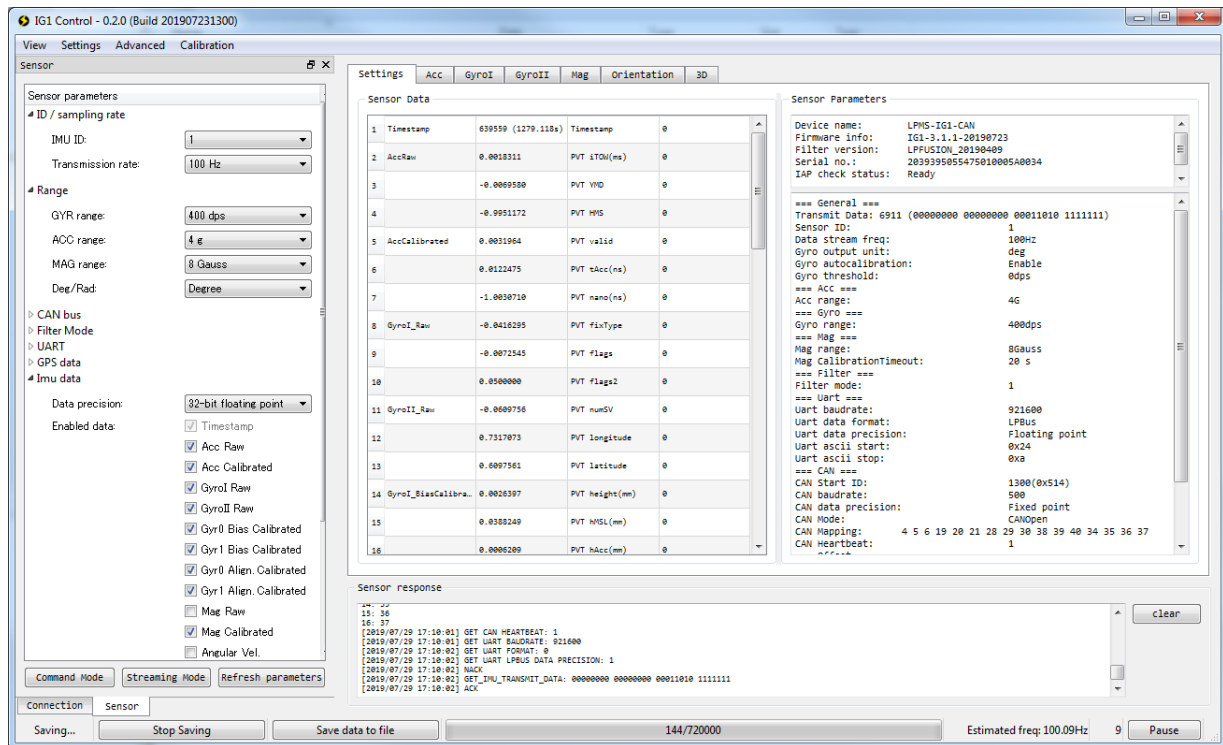 IG1 Control - 0.2.0 (Build 201907231300)
View Settings Advanced Calibration
Sensor
Sensor parameters
ID / sampling rate
IMU ID: 1
Transmission rate: 100 Hz
Range
GYR range: 400 dps
ACC range: 4 g
MAG range: 8 Gauss
Deg/Rad: Degree
CAN bus
Filter Mode
UART
GPS data
Imu data
Data precision: 32-bit floating point
Enabled data: Timestamp
Acc Raw
Acc Calibrated
GyroI Raw
GyroII Raw
Gyr0 Bias Calibrated
Gyr1 Bias Calibrated
Gyr0 Align. Calibrated
Gyr1 Align. Calibrated
Mag Raw
Mag Calibrated
Angular Vel.
Command Mode Streaming Mode Refresh parameters
Connection Sensor
Settings Acc GyroI GyroII Mag Orientation 3D
Sensor Data
1 Timestamp 639559 (1279.118s) Timestamp 0
2 AccRaw 0.0018311 PVT iTOW(ms) 0
3 -0.0069580 PVT YMD 0
4 -0.9951172 PVT HMS 0
5 AccCalibrated 0.0031964 PVT valid 0
6 0.0122475 PVT tAcc(ns) 0
7 -1.0030710 PVT nano(ns) 0
8 GyroI_Raw -0.0416295 PVT fixType 0
9 -0.0072545 PVT flags 0
10 0.0500000 PVT flags2 0
11 GyroII_Raw -0.0609756 PVT numSV 0
12 0.7317073 PVT longitude 0
13 0.6097561 PVT latitude 0
14 GyroI_BiasCalibra... 0.0026397 PVT height(mm) 0
15 0.0388249 PVT hMSL(mm) 0
16 0.0006209 PVT hAcc(mm) 0
Sensor Parameters
Device name: LPMS-IG1-CAN
Firmware info: IG1-3.1.1-20190723
Filter version: LPFUSION_20190409
Serial no.: 2039395055475010005A0034
IAP check status: Ready
=== General ===
Transmit Data: 6911 (00000000 00000000 00011010 1111111)
Sensor ID: 1
Data stream freq: 100Hz
Gyro output unit: deg
Gyro autocalibration: Enable
Gyro threshold: 0dps
=== Acc ===
Acc range: 4G
=== Gyro ===
Gyro range: 400dps
=== Mag ===
Mag range: 8Gauss
Mag CalibrationTimeout: 20 s
=== Filter ===
Filter mode: 1
=== Uart ===
Uart baudrate: 921600
Uart data format: LPBus
Uart data precision: Floating point
Uart ascii start: 0x24
Uart ascii stop: 0xa
=== CAN ===
CAN Start ID: 1300(0x514)
CAN baudrate: 500
CAN data precision: Fixed point
CAN Mode: CANOpen
CAN Mapping: 4 5 6 19 20 21 28 29 30 38 39 40 34 35 36 37
CAN Heartbeat: 1
Sensor response
15: 36
16: 37
[2019/07/29 17:10:01] GET CAN HEARTBEAT: 1
[2019/07/29 17:10:01] GET UART BAUDRATE: 921600
[2019/07/29 17:10:02] GET UART FORMAT: 0
[2019/07/29 17:10:02] GET UART LPBUS DATA PRECISION: 1
[2019/07/29 17:10:02] NACK
[2019/07/29 17:10:02] GET_IMU_TRANSMIT_DATA: 00000000 00000000 00011010 1111111
[2019/07/29 17:10:02] ACK
clear
Saving... Stop Saving Save data to file 144/720000 Estimated freq: 100.09Hz 9 Pause